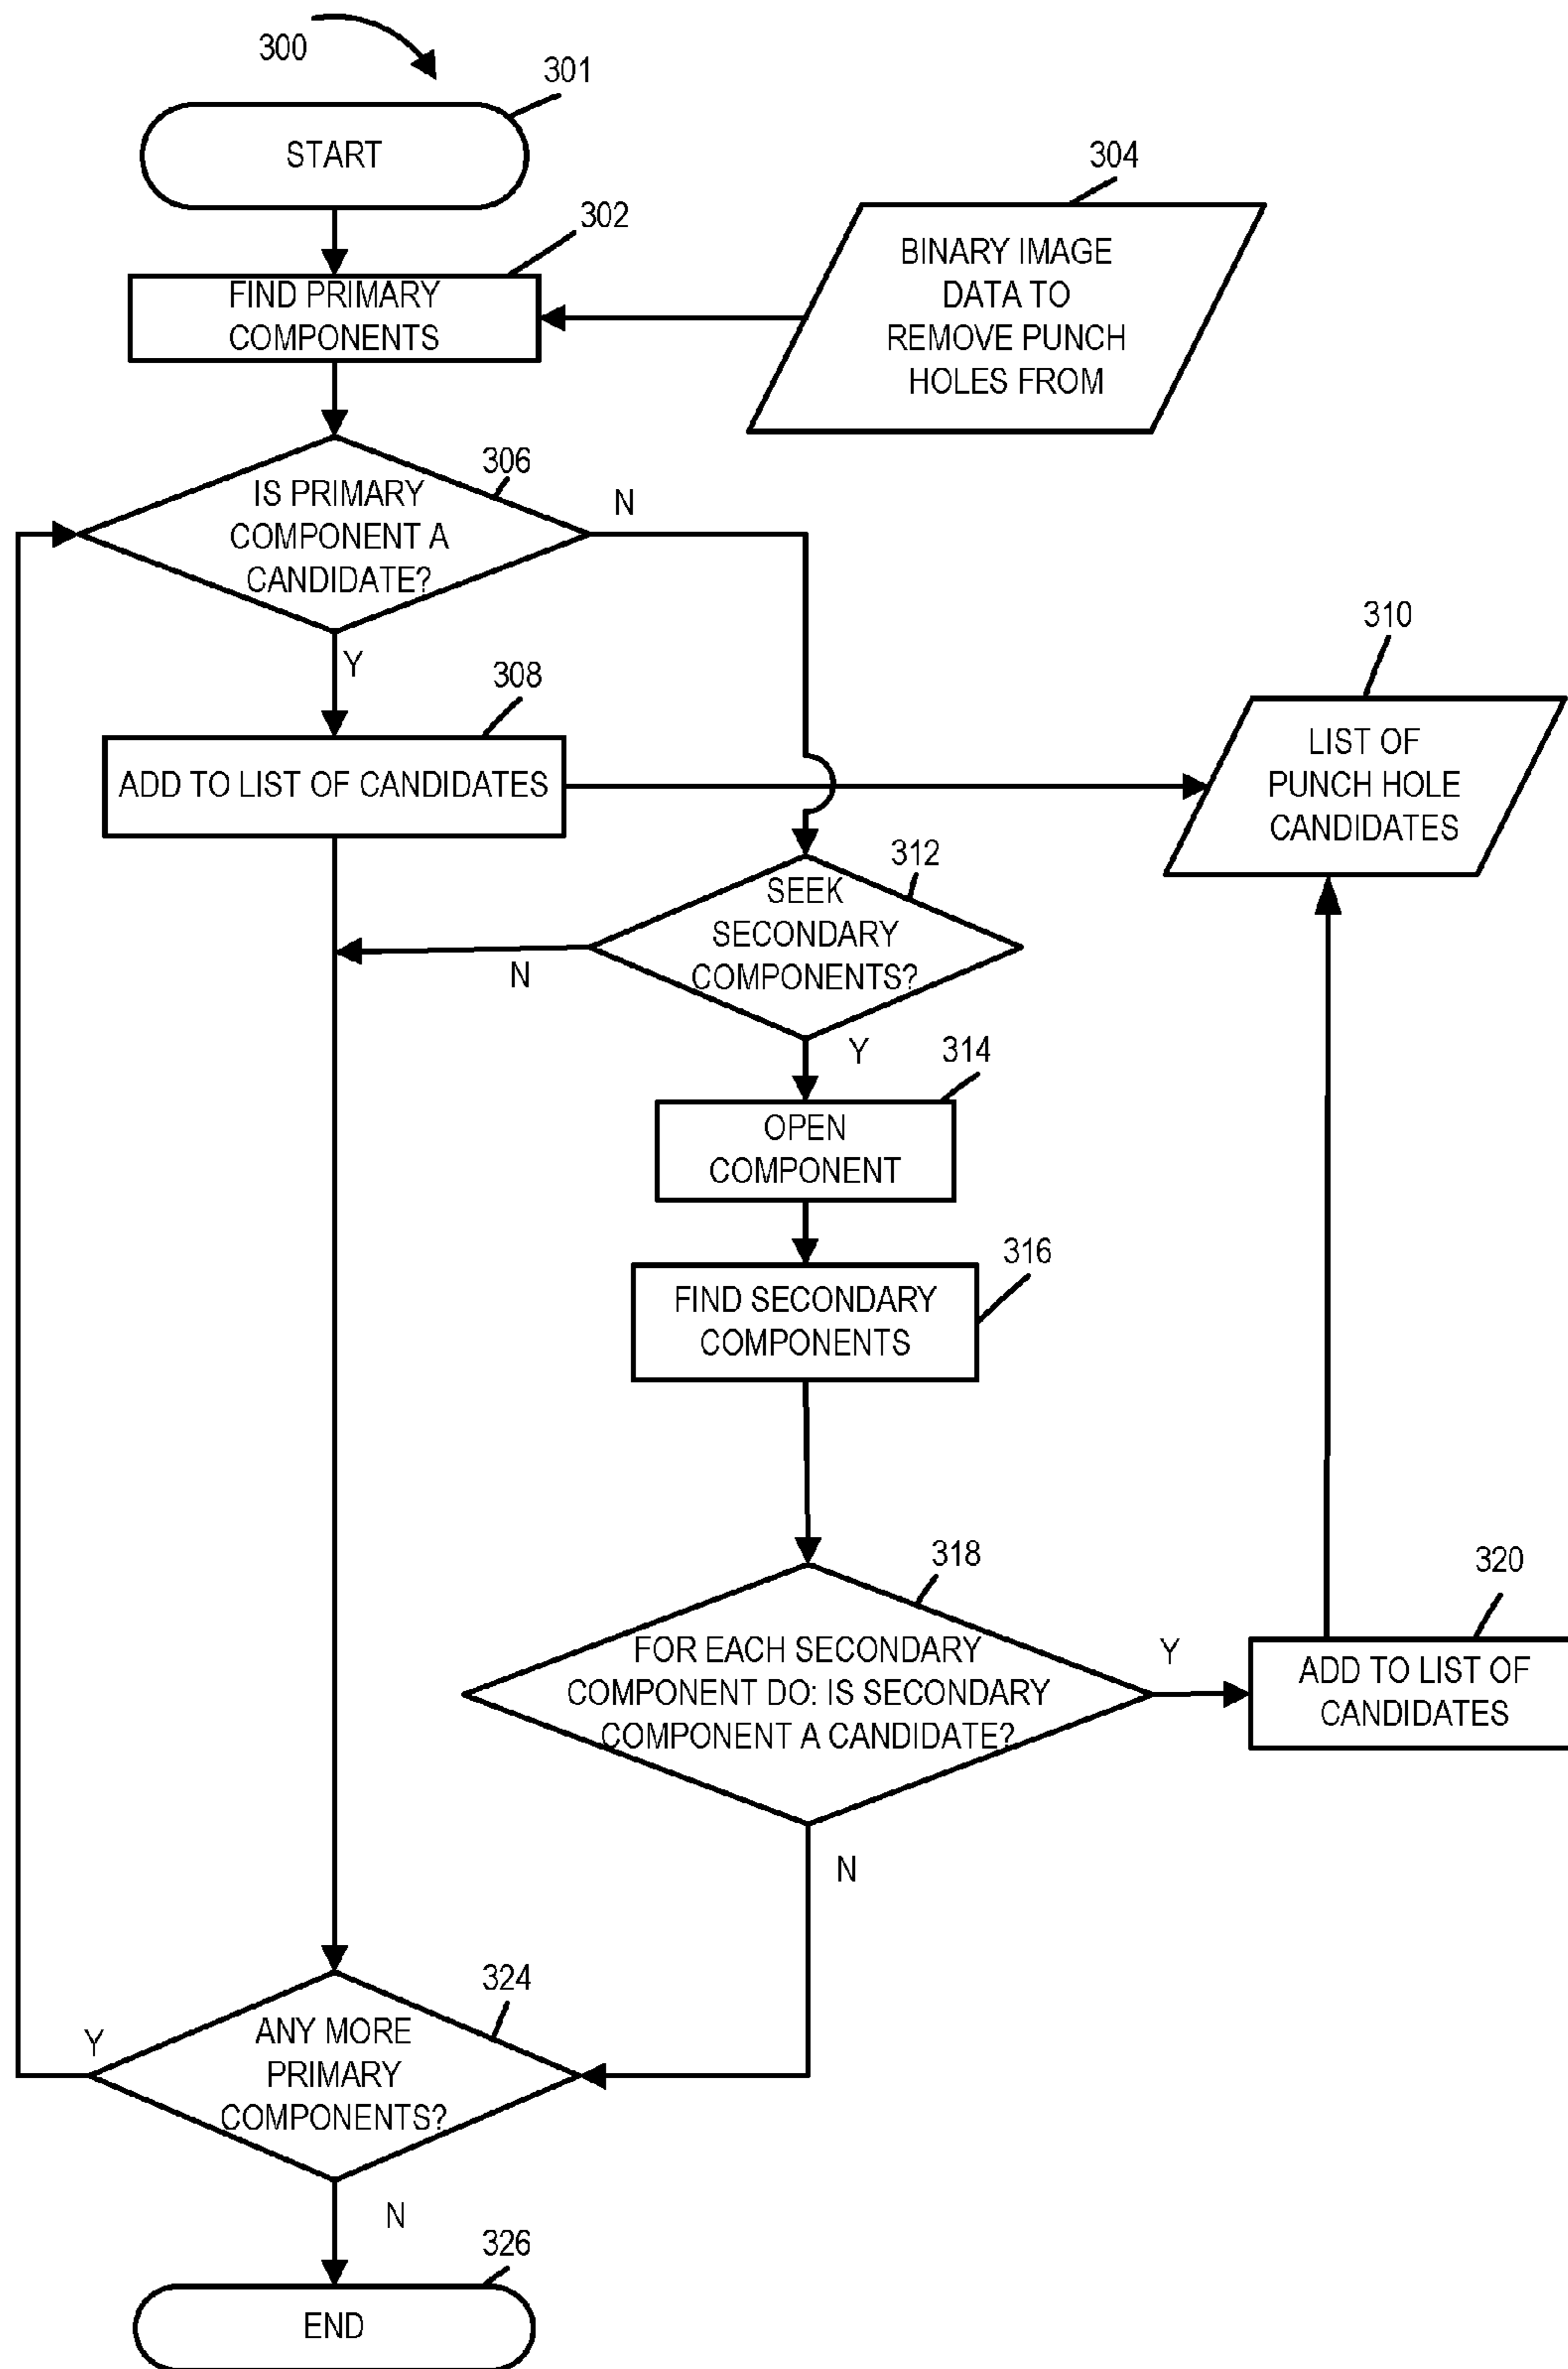 300
301
START
304
302
BINARY IMAGE
DATA TO
REMOVE PUNCH
HOLES FROM
FIND PRIMARY
COMPONENTS
306
IS PRIMARY
COMPONENT A
CANDIDATE?
N
Y
308
ADD TO LIST OF CANDIDATES
310
LIST OF
PUNCH HOLE
CANDIDATES
312
SEEK
SECONDARY
COMPONENTS?
N
Y
314
OPEN
COMPONENT
316
FIND SECONDARY
COMPONENTS
318
FOR EACH SECONDARY
COMPONENT DO: IS SECONDARY
COMPONENT A CANDIDATE?
Y
320
ADD TO LIST OF
CANDIDATES
N
324
ANY MORE
PRIMARY
COMPONENTS?
Y
N
326
END